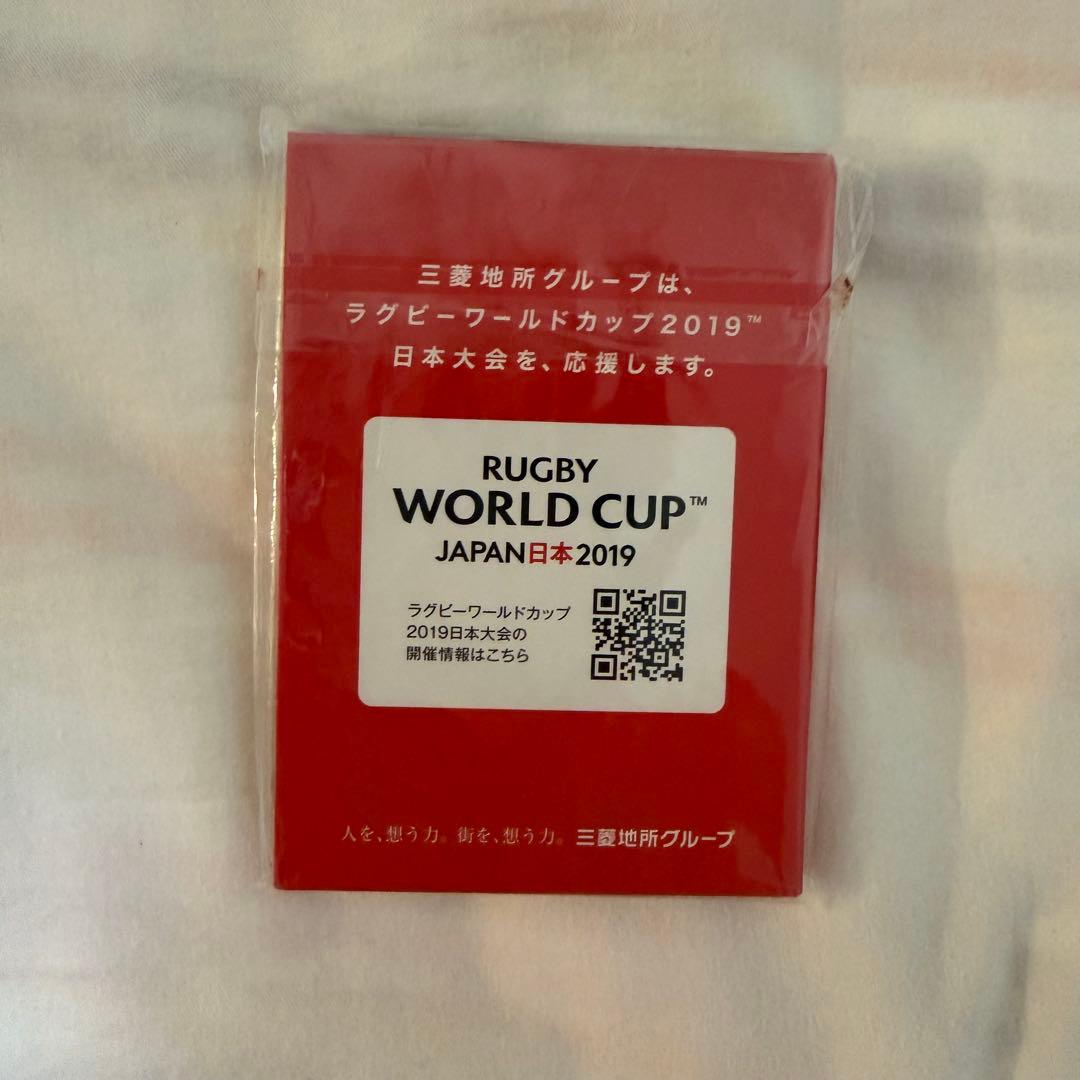 三菱地所グループは、
ラグビーワールドカップ2019™
日本大会を、応援します。
RUGBY
WORLD CUP™
JAPAN日本2019
ラグビーワールドカップ
2019日本大会の
開催情報はこちら
人を、想う力。街を、想う力。三菱地所グループ